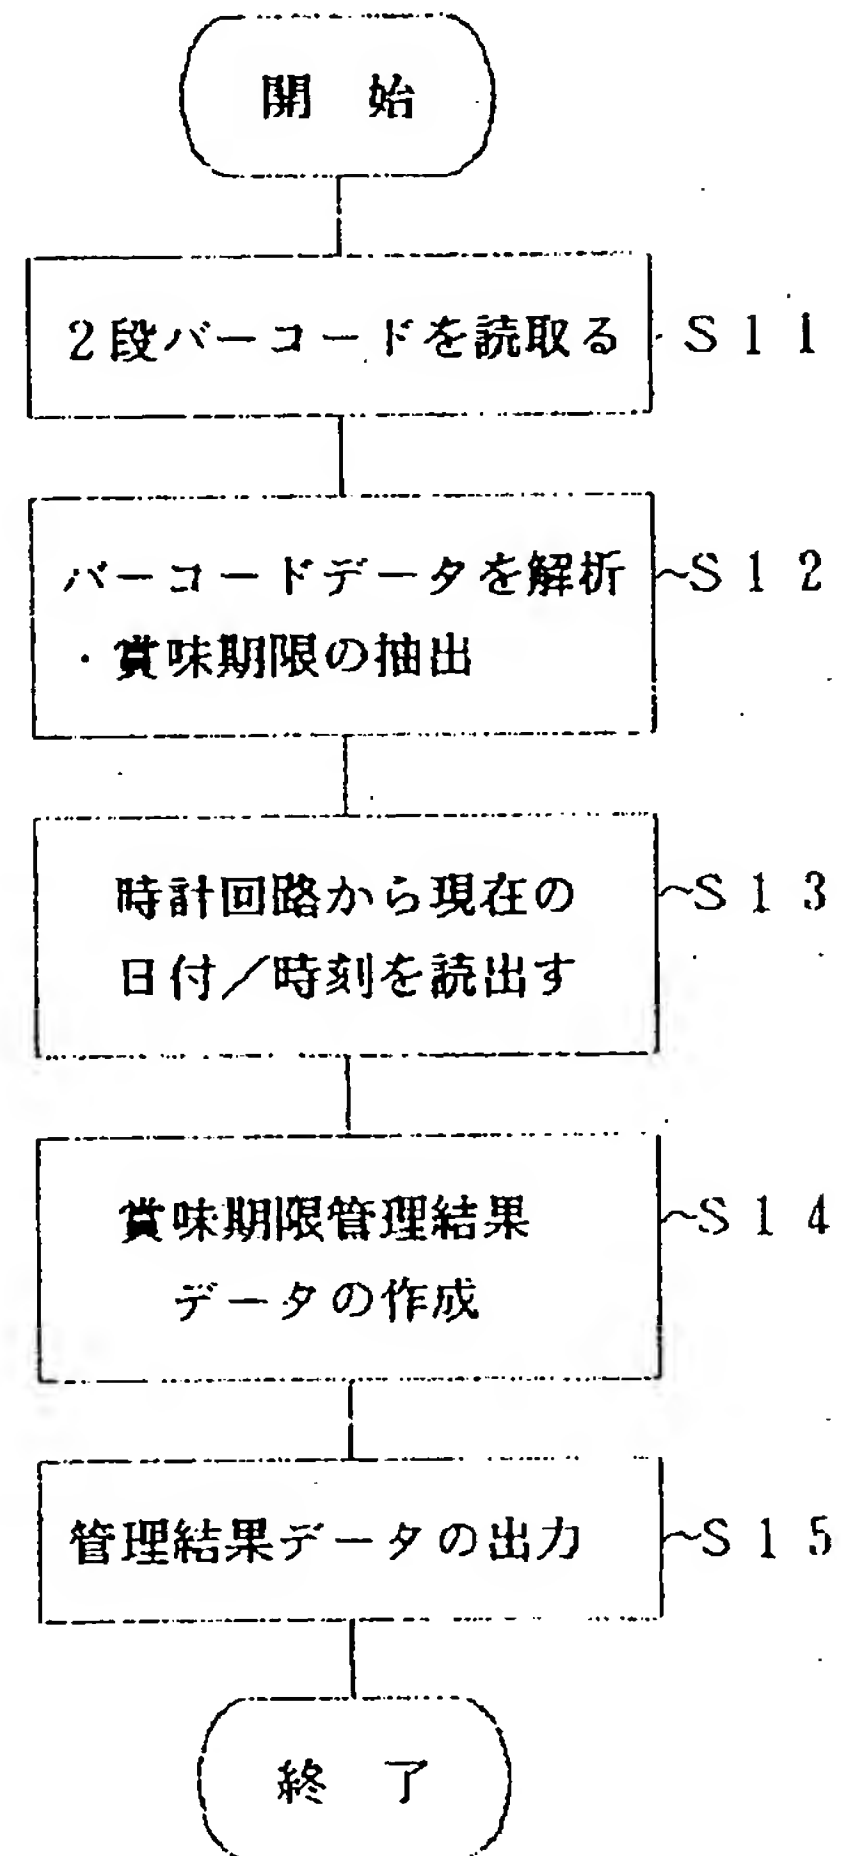 開 始
2段バーコードを読取る S11
バーコードデータを解析 ~S12
・賞味期限の抽出
時計回路から現在の ~S13
日付/時刻を読出す
賞味期限管理結果 ~S14
データの作成
管理結果データの出力 ~S15
終 了